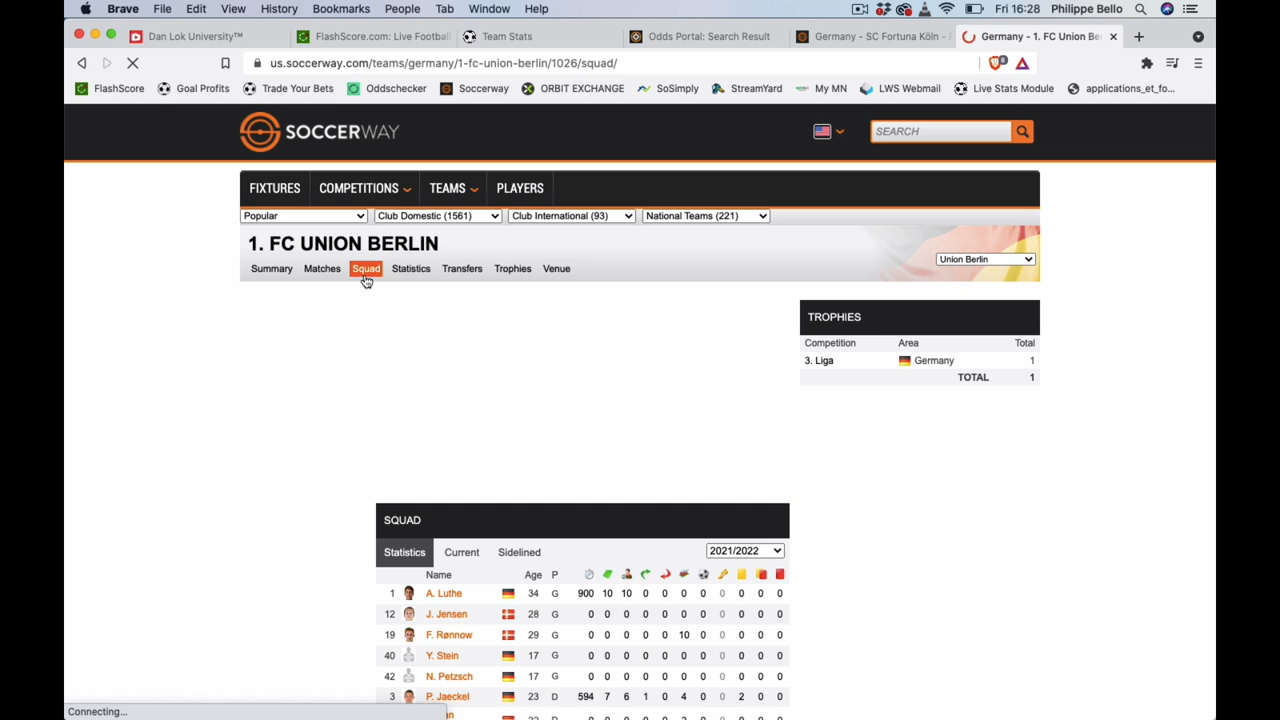 Brave File Edit View History Bookmarks People Tab Window Help Fri 16:28 Philippe Bello
Dan Lok University™ FlashScore.com: Live Football Team Stats Odds Portal: Search Result Germany - SC Fortuna Köln - Germany - 1. FC Union Be
us.soccerway.com/teams/germany/1-fc-union-berlin/1026/squad/
FlashScore Goal Profits Trade Your Bets Oddschecker Soccerway ORBIT EXCHANGE SoSimply StreamYard My MN LWS Webmail Live Stats Module applications_et_fo...
SOCCERWAY
SEARCH
FIXTURES COMPETITIONS TEAMS PLAYERS
Popular Club Domestic (1561) Club International (93) National Teams (221)
1. FC UNION BERLIN
Union Berlin
Summary Matches Squad Statistics Transfers Trophies Venue
TROPHIES
Competition Area Total
3. Liga Germany 1
TOTAL 1
SQUAD
Statistics Current Sidelined 2021/2022
Name Age P
1 A. Luthe 34 G 900 10 10 0 0 0 0 0 0 0 0
12 J. Jensen 28 G 0 0 0 0 0 0 0 0 0 0 0
19 F. Rønnow 29 G 0 0 0 0 0 10 0 0 0 0 0
40 Y. Stein 17 G 0 0 0 0 0 0 0 0 0 0 0
42 N. Petzsch 17 G 0 0 0 0 0 0 0 0 0 0 0
3 P. Jaeckel 23 D 594 7 6 1 0 4 0 0 2 0 0
Connecting...